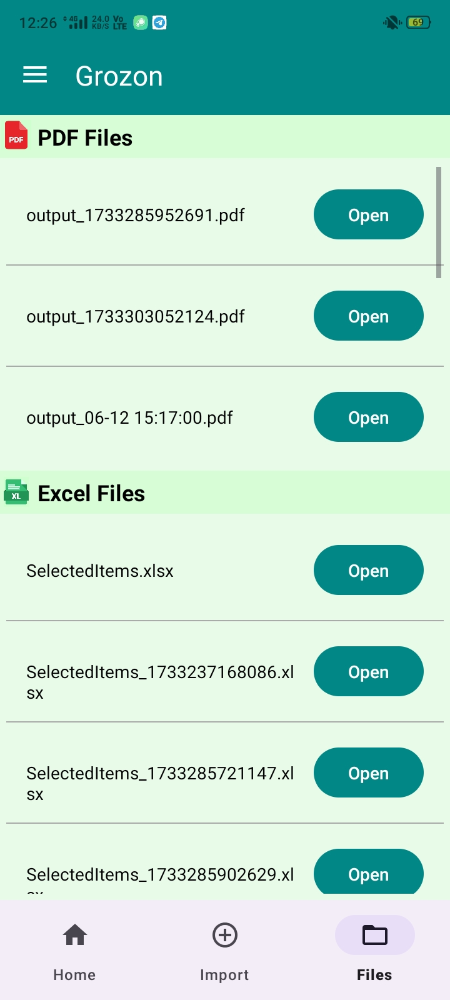 12:26 4G 24.0 KB/S Vo LTE 69
Grozon
PDF PDF Files
output_1733285952691.pdf Open
output_1733303052124.pdf Open
output_06-12 15:17:00.pdf Open
XL Excel Files
SelectedItems.xlsx Open
SelectedItems_1733237168086.xl Open
sx
SelectedItems_1733285721147.xl Open
sx
SelectedItems_1733285902629.xl Open
sx
Home Import Files